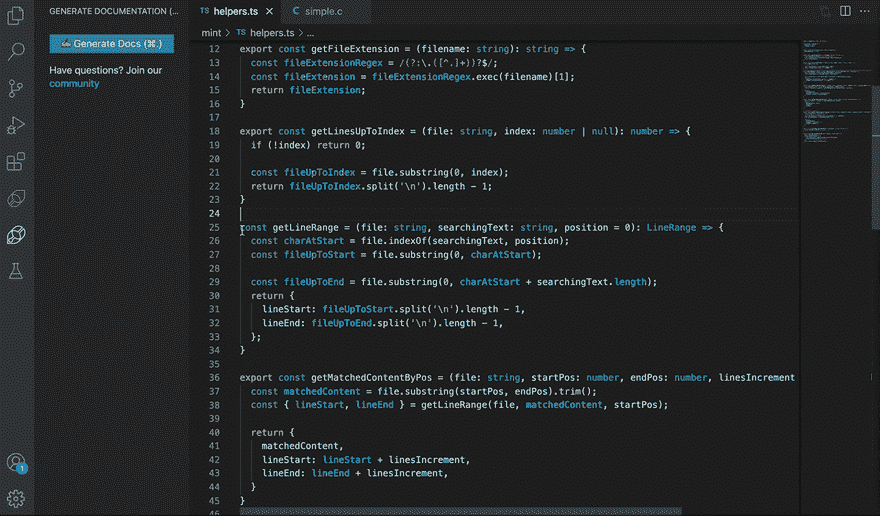 GENERATE DOCUMENTATION (...
Generate Docs (⌘.)
Have questions? Join our
community
TS helpers.ts ×
C simple.c
...
mint > TS helpers.ts > ...
12 export const getFileExtension = (filename: string): string => {
13 const fileExtensionRegex = /(?:\.([^.]+))?$/;
14 const fileExtension = fileExtensionRegex.exec(filename)[1];
15 return fileExtension;
16 }
17
18 export const getLinesUpToIndex = (file: string, index: number | null): number => {
19 if (!index) return 0;
20
21 const fileUpToIndex = file.substring(0, index);
22 return fileUpToIndex.split('\n').length - 1;
23 }
24
25 const getLineRange = (file: string, searchingText: string, position = 0): LineRange => {
26 const charAtStart = file.indexOf(searchingText, position);
27 const fileUpToStart = file.substring(0, charAtStart);
28
29 const fileUpToEnd = file.substring(0, charAtStart + searchingText.length);
30 return {
31 lineStart: fileUpToStart.split('\n').length - 1,
32 lineEnd: fileUpToEnd.split('\n').length - 1,
33 };
34 }
35
36 export const getMatchedContentByPos = (file: string, startPos: number, endPos: number, linesIncrement
37 const matchedContent = file.substring(startPos, endPos).trim();
38 const { lineStart, lineEnd } = getLineRange(file, matchedContent, startPos);
39
40 return {
41 matchedContent,
42 lineStart: lineStart + linesIncrement,
43 lineEnd: lineEnd + linesIncrement,
44 }
45 }
46
1